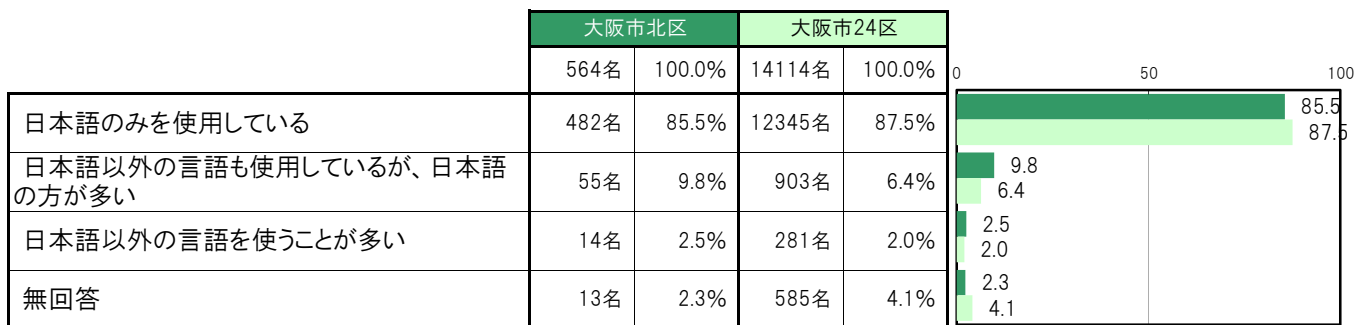 大阪市北区 大阪市24区
564名 100.0% 14114名 100.0% 0 50 100
日本語のみを使用している 482名 85.5% 12345名 87.5% 85.5
87.5
日本語以外の言語も使用しているが、日本語
の方が多い 55名 9.8% 903名 6.4% 9.8
6.4
日本語以外の言語を使うことが多い 14名 2.5% 281名 2.0% 2.5
2.0
無回答 13名 2.3% 585名 4.1% 2.3
4.1